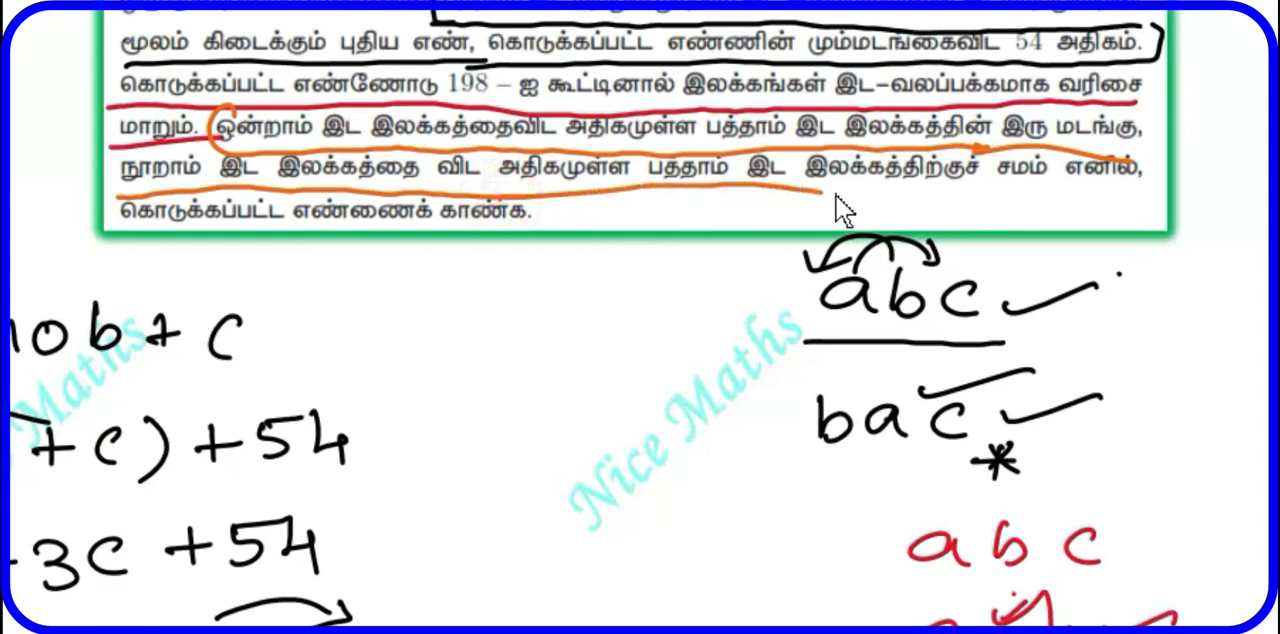 மூலம் கிடைக்கும் புதிய எண், கொடுக்கப்பட்ட எண்ணின் மும்மடங்கைவிட 54 அதிகம்.
கொடுக்கப்பட்ட எண்ணோடு 198 – ஐ கூட்டினால் இலக்கங்கள் இட-வலப்பக்கமாக வரிசை
மாறும். ஒன்றாம் இட இலக்கத்தைவிட அதிகமுள்ள பத்தாம் இட இலக்கத்தின் இரு மடங்கு,
நூறாம் இட இலக்கத்தை விட அதிகமுள்ள பத்தாம் இட இலக்கத்திற்குச் சமம் எனில்,
கொடுக்கப்பட்ட எண்ணைக் காண்க.
abc
10b + c
bac
+ c) + 54
abc
3c + 54
Nice Maths
Maths